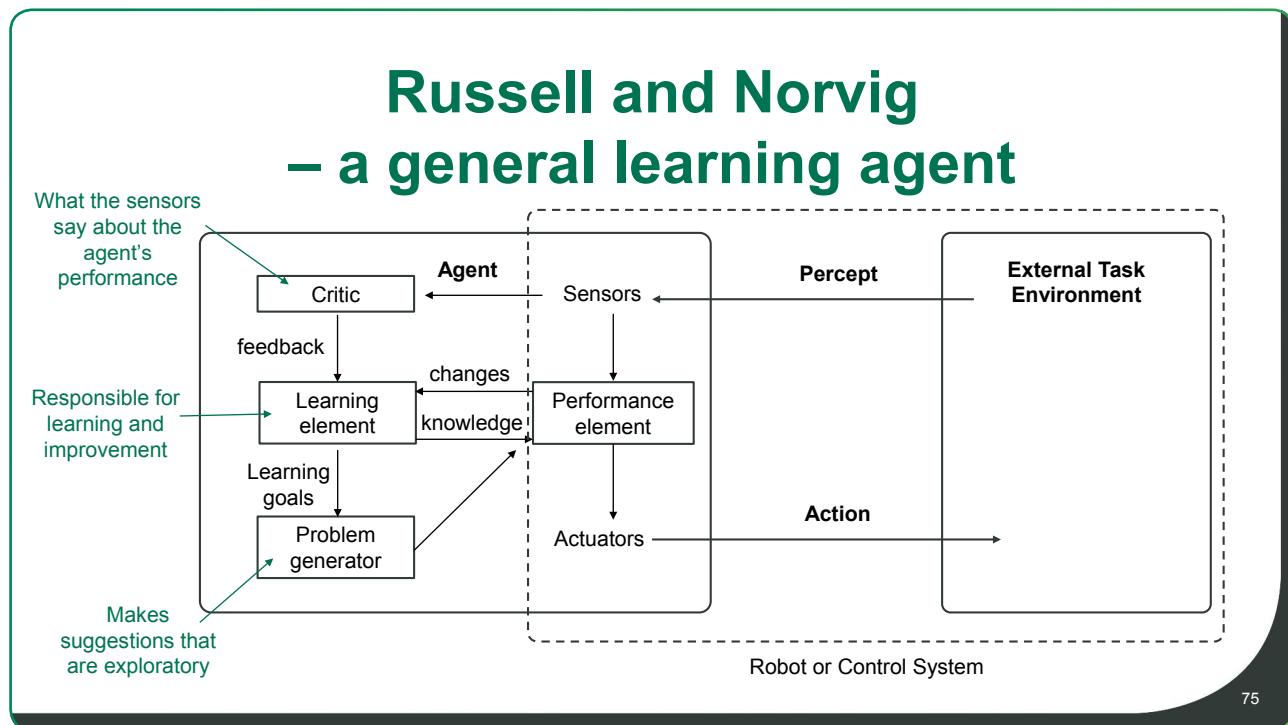 Russell and Norvig
– a general learning agent
What the sensors
say about the
agent’s
performance
Agent
Percept
External Task
Environment
Critic
Sensors
feedback
changes
Responsible for
learning and
improvement
Learning
element
knowledge
Performance
element
Learning
goals
Problem
generator
Actuators
Action
Makes
suggestions that
are exploratory
Robot or Control System
75